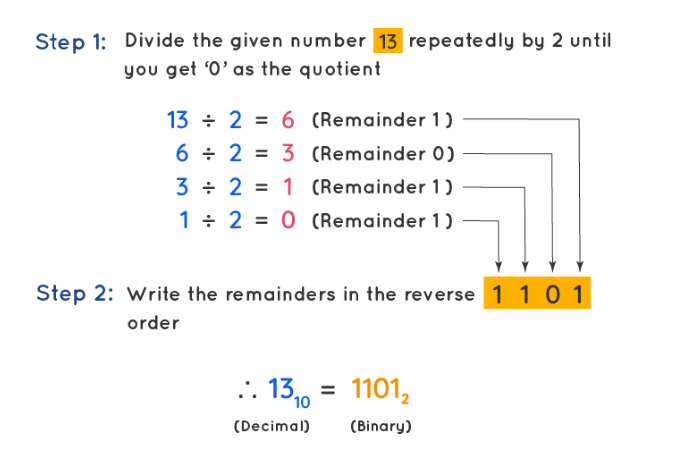 Step 1: Divide the given number 13 repeatedly by 2 until
you get ‘0’ as the quotient
13 ÷ 2 = 6 (Remainder 1)
6 ÷ 2 = 3 (Remainder 0)
3 ÷ 2 = 1 (Remainder 1)
1 ÷ 2 = 0 (Remainder 1)
Step 2: Write the remainders in the reverse 1 1 0 1
order
∴ 13₁₀ = 1101₂
(Decimal) (Binary)